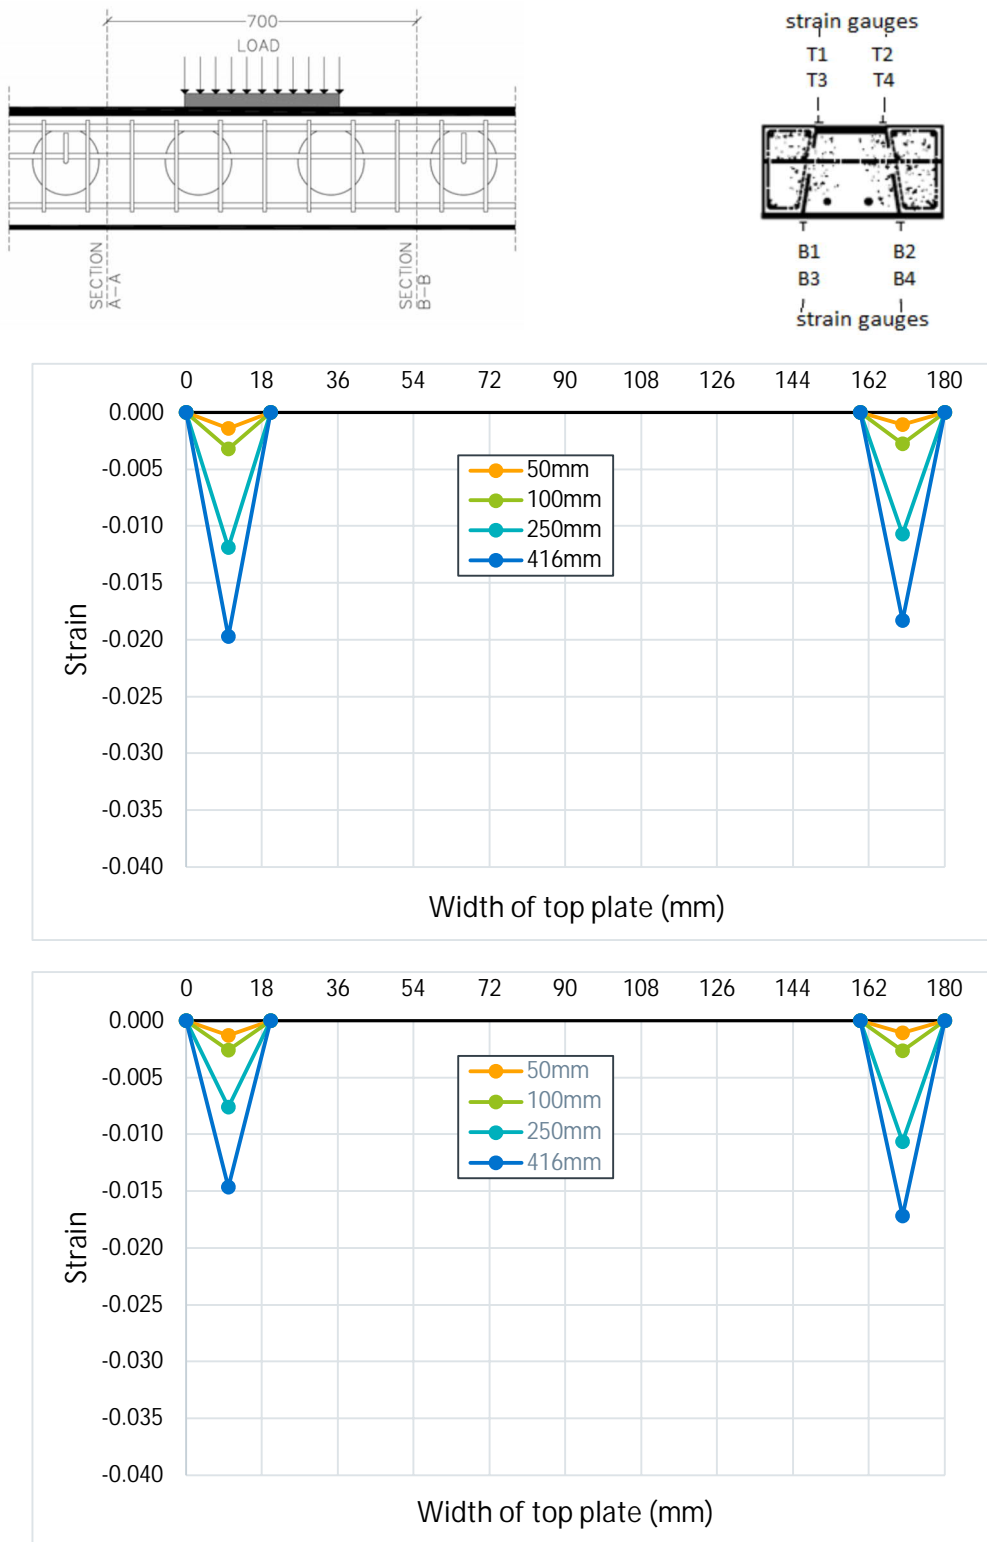 700
LOAD
SECTION
A-A
SECTION
B-B
strain gauges
T1 T2
T3 T4
B1 B2
B3 B4
strain gauges
0 18 36 54 72 90 108 126 144 162 180
0.000
-0.005
-0.010
-0.015
-0.020
-0.025
-0.030
-0.035
-0.040
50mm
100mm
250mm
416mm
Strain
Width of top plate (mm)
0 18 36 54 72 90 108 126 144 162 180
0.000
-0.005
-0.010
-0.015
-0.020
-0.025
-0.030
-0.035
-0.040
50mm
100mm
250mm
416mm
Strain
Width of top plate (mm)